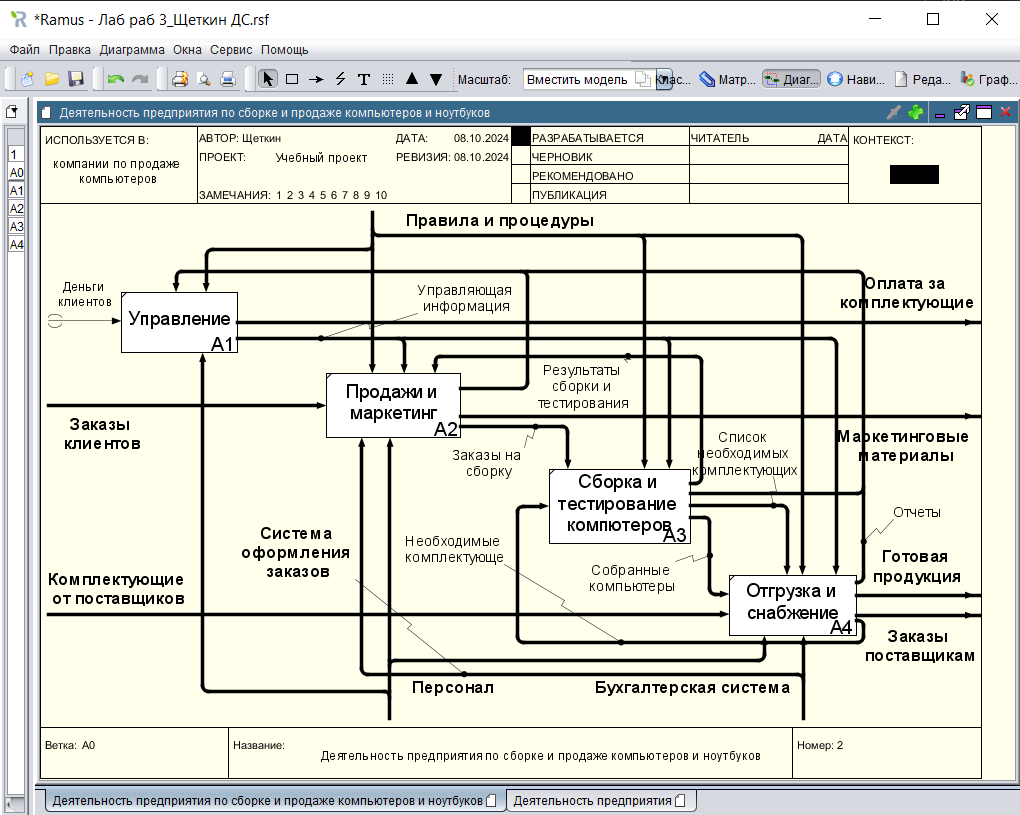 *Ramus - Лаб раб 3_Щеткин ДС.rsf
Файл Правка Диаграмма Окна Сервис Помощь
Масштаб: Вместить модель Клас... Матр... Диаг... Нави... Реда... Граф...
Деятельность предприятия по сборке и продаже компьютеров и ноутбуков
1
A0
A1
A2
A3
A4
ИСПОЛЬЗУЕТСЯ В:
компании по продаже
компьютеров
АВТОР: Щеткин
ДАТА: 08.10.2024
ПРОЕКТ: Учебный проект
РЕВИЗИЯ: 08.10.2024
ЗАМЕЧАНИЯ: 1 2 3 4 5 6 7 8 9 10
РАЗРАБАТЫВАЕТСЯ
ЧЕРНОВИК
РЕКОМЕНДОВАНО
ПУБЛИКАЦИЯ
ЧИТАТЕЛЬ ДАТА
КОНТЕКСТ:
Правила и процедуры
Деньги
клиентов
Управляющая
информация
Оплата за
комплектующие
Управление
A1
Результаты
сборки и
тестирования
Продажи и
маркетинг
A2
Заказы
клиентов
Заказы на
сборку
Список
необходимых
комплектующих
Маркетинговые
материалы
Сборка и
тестирование
компютеров
A3
Отчеты
Система
оформления
заказов
Необходимые
комплектующе
Собранные
компьютеры
Готовая
продукция
Комплектующие
от поставщиков
Отгрузка и
снабжение
A4
Заказы
поставщикам
Персонал
Бухгалтерская система
Ветка: A0
Название:
Деятельность предприятия по сборке и продаже компьютеров и ноутбуков
Номер: 2
Деятельность предприятия по сборке и продаже компьютеров и ноутбуков
Деятельность предприятия